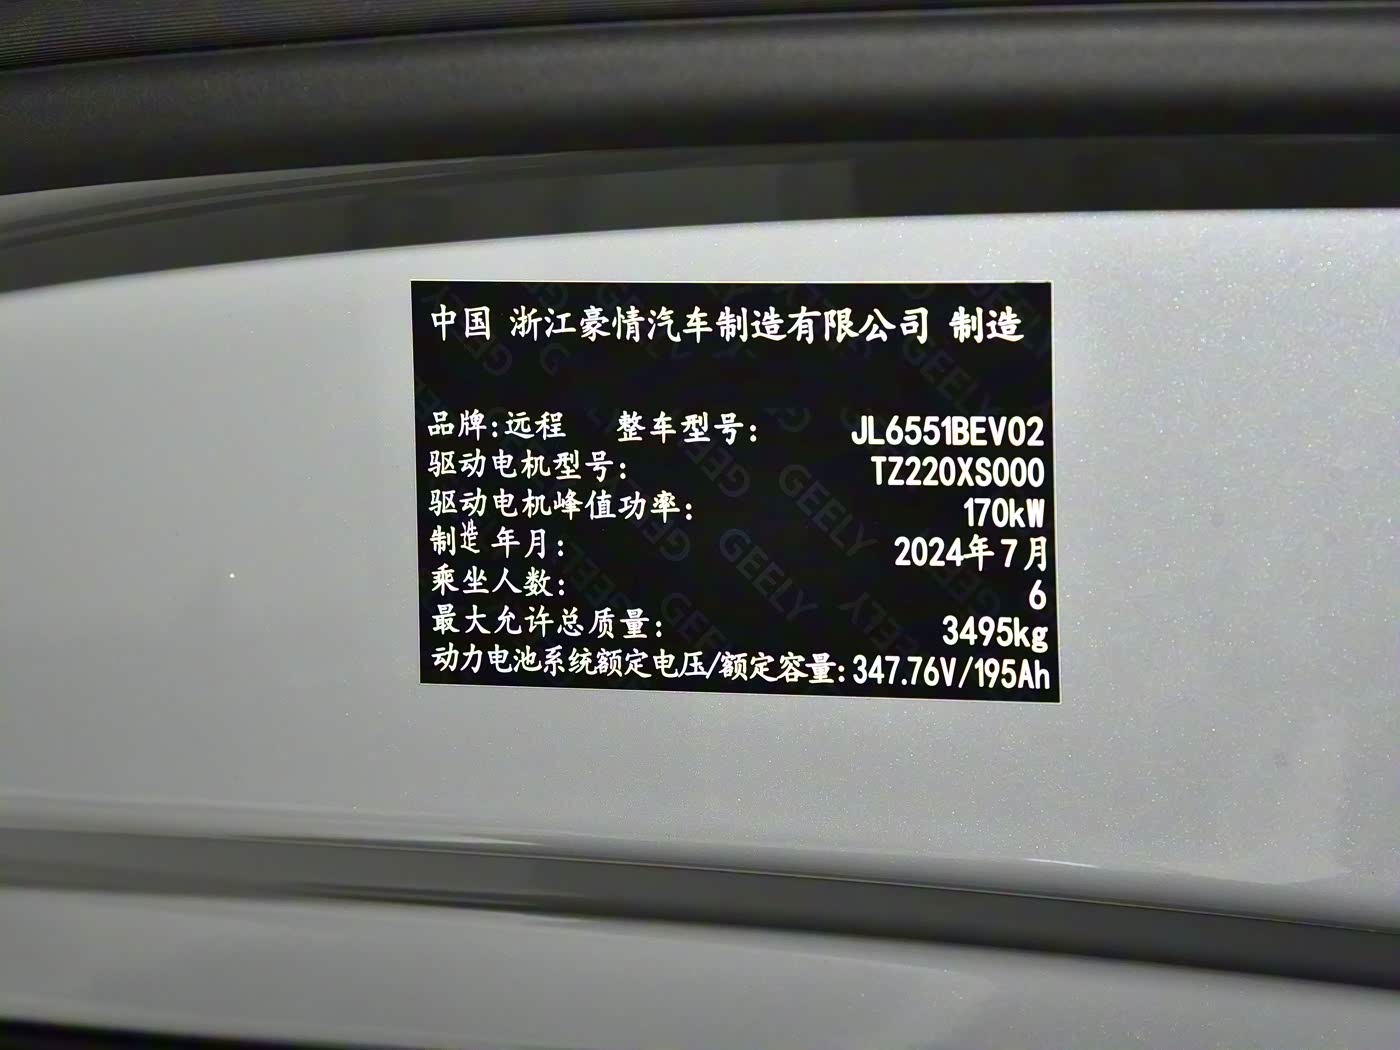 中国 浙江豪情汽车制造有限公司 制造
品牌:远程 整车型号: JL6551BEV02
驱动电机型号: TZ220XS000
驱动电机峰值功率: 170kW
制造年月: 2024年7月
乘坐人数: 6
最大允许总质量: 3495kg
动力电池系统额定电压/额定容量: 347.76V/195Ah
GEELY
GEELY
GEELY
GEELY